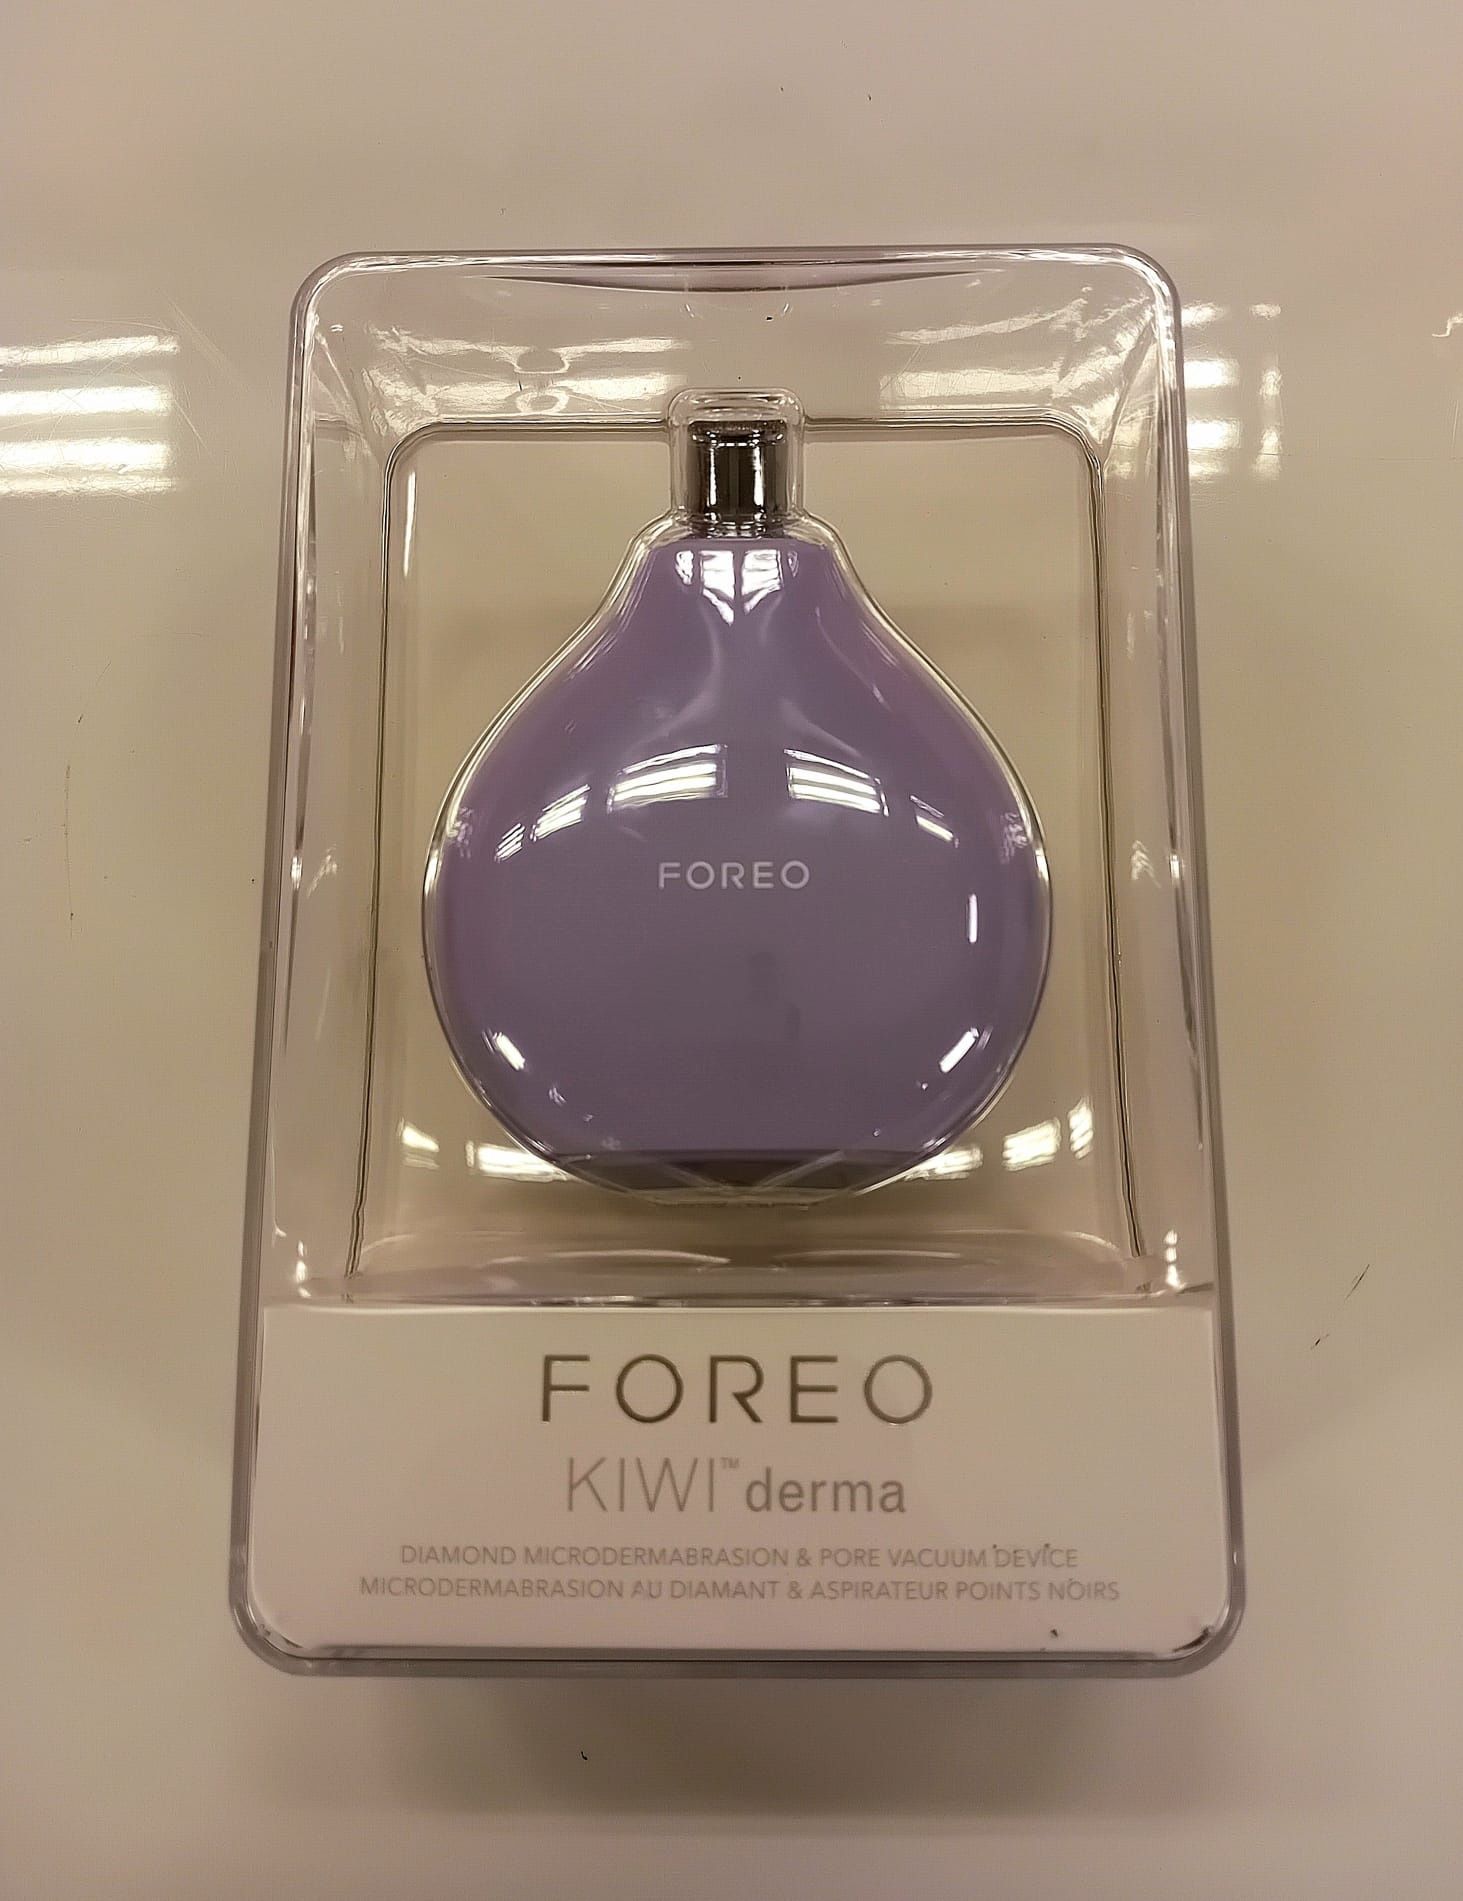 FOREO
FOREO
KIWI™ derma
DIAMOND MICRODERMABRASION & PORE VACUUM DEVICE
MICRODERMABRASION AU DIAMANT & ASPIRATEUR POINTS NOIRS